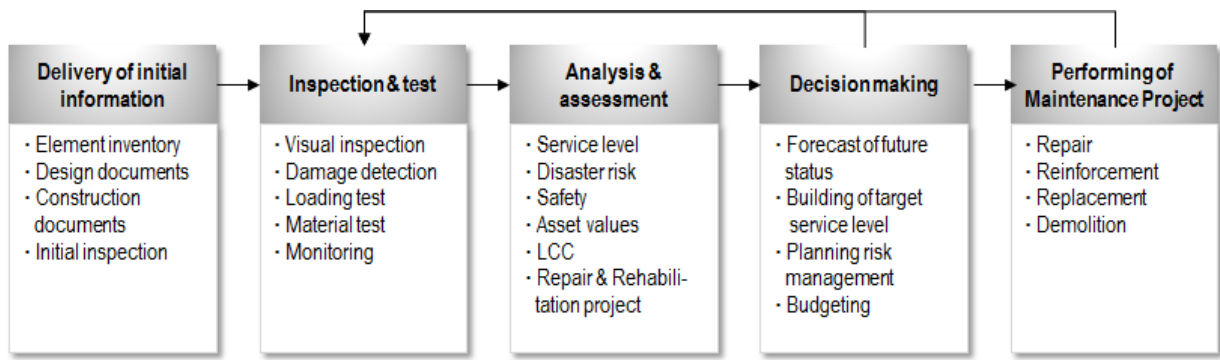 Delivery of initial
information
· Element inventory
· Design documents
· Construction
documents
· Initial inspection
Inspection & test
· Visual inspection
· Damage detection
· Loading test
· Material test
· Monitoring
Analysis &
assessment
· Service level
· Disaster risk
· Safety
· Asset values
· LCC
· Repair & Rehabili-
tation project
Decision making
· Forecast of future
status
· Building of target
service level
· Planning risk
management
· Budgeting
Performing of
Maintenance Project
· Repair
· Reinforcement
· Replacement
· Demolition